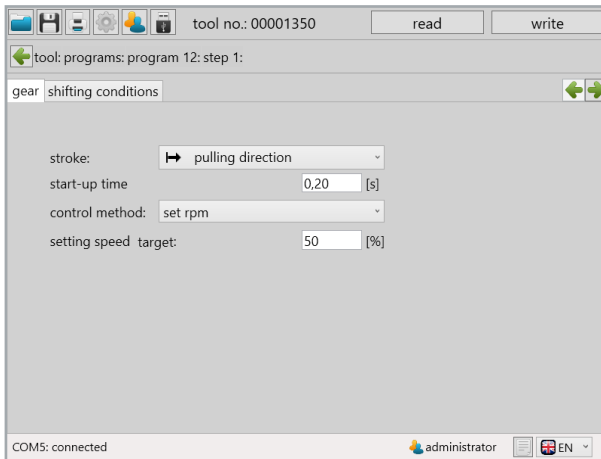 tool no.: 00001350 read write
tool: programs: program 12: step 1:
gear shifting conditions
stroke: pulling direction
start-up time 0,20 [s]
control method: set rpm
setting speed target: 50 [%]
COM5: connected administrator EN